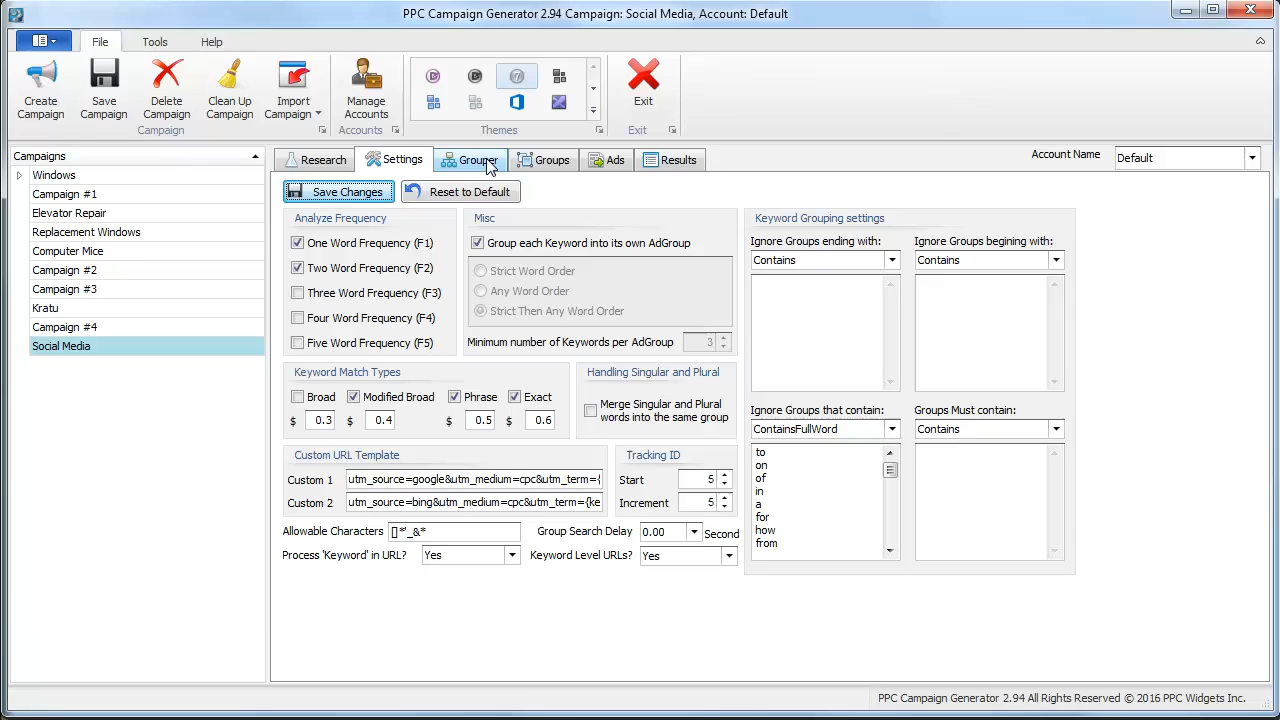 PPC Campaign Generator 2.94 Campaign: Social Media, Account: Default
File Tools Help
Create Campaign
Save Campaign
Delete Campaign
Clean Up Campaign
Import Campaign
Manage Accounts
Exit
Campaign Accounts Themes Exit
Campaigns
Windows
Campaign #1
Elevator Repair
Replacement Windows
Computer Mice
Campaign #2
Campaign #3
Kratu
Campaign #4
Social Media
Research Settings Grouper Groups Ads Results
Account Name Default
Save Changes Reset to Default
Analyze Frequency
One Word Frequency (F1)
Two Word Frequency (F2)
Three Word Frequency (F3)
Four Word Frequency (F4)
Five Word Frequency (F5)
Misc
Group each Keyword into its own AdGroup
Strict Word Order
Any Word Order
Strict Then Any Word Order
Minimum number of Keywords per AdGroup 3
Keyword Match Types
Broad Modified Broad Phrase Exact
$ 0.3 $ 0.4 $ 0.5 $ 0.6
Handling Singular and Plural
Merge Singular and Plural
words into the same group
Custom URL Template
Custom 1 utm_source=google&utm_medium=cpc&utm_term={
Custom 2 utm_source=bing&utm_medium=cpc&utm_term={ke
Tracking ID
Start 5
Increment 5
Allowable Characters []*'_&*
Group Search Delay 0.00 Second
Process 'Keyword' in URL? Yes
Keyword Level URLs? Yes
Keyword Grouping settings
Ignore Groups ending with:
Contains
Ignore Groups begining with:
Contains
Ignore Groups that contain:
ContainsFullWord
to
on
of
in
a
for
how
from
Groups Must contain:
Contains
PPC Campaign Generator 2.94 All Rights Reserved © 2016 PPC Widgets Inc.